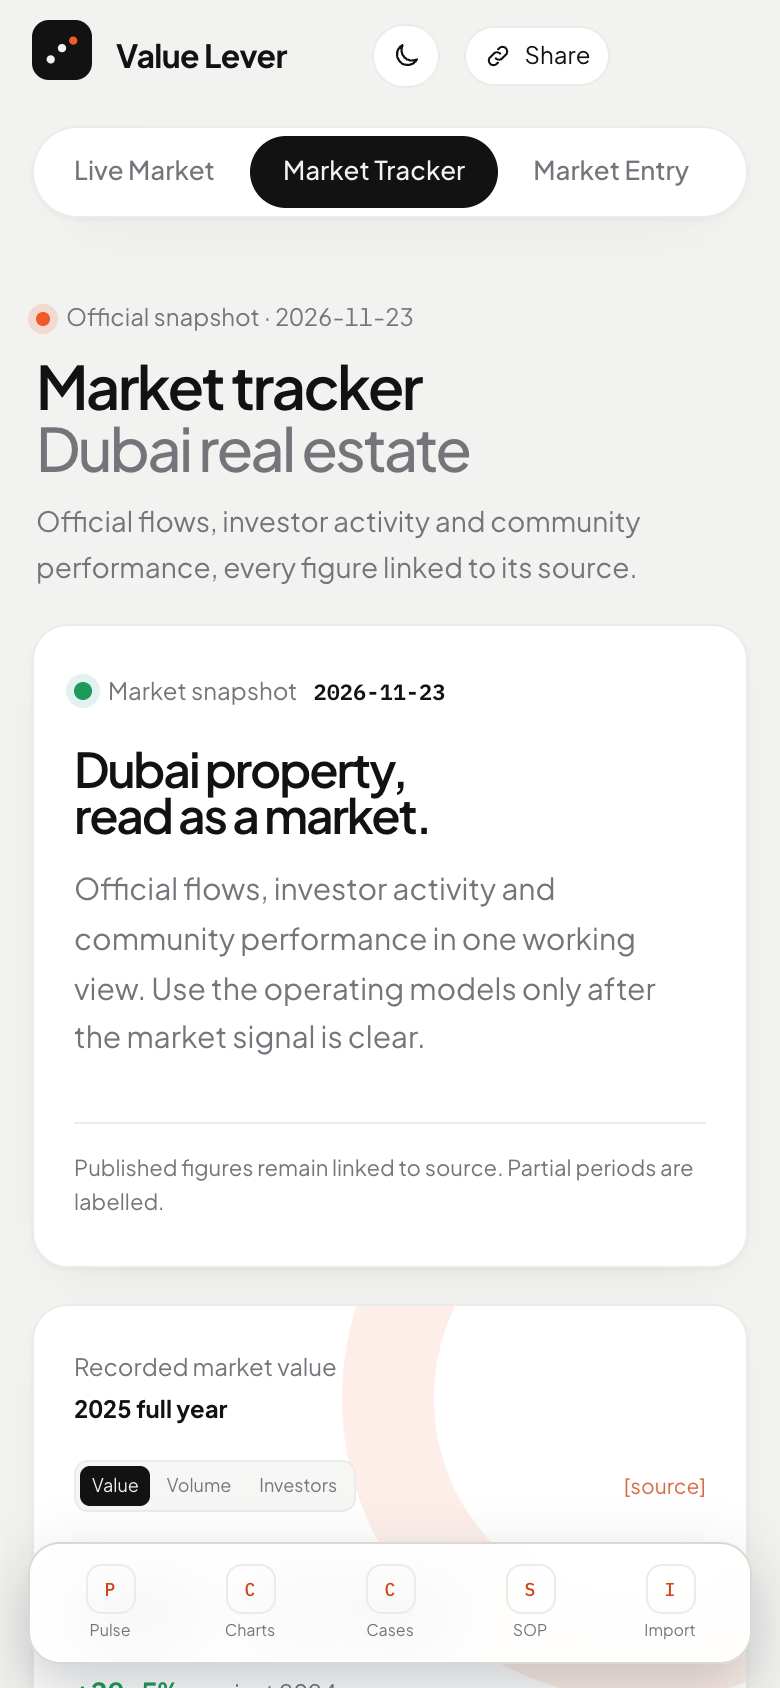 Value Lever
Share
Live Market
Market Tracker
Market Entry
Official snapshot · 2026-11-23
Market tracker
Dubai real estate
Official flows, investor activity and community
performance, every figure linked to its source.
Market snapshot 2026-11-23
Dubai property,
read as a market.
Official flows, investor activity and
community performance in one working
view. Use the operating models only after
the market signal is clear.
Published figures remain linked to source. Partial periods are
labelled.
Recorded market value
2025 full year
Value
Volume
Investors
[source]
P
C
C
S
I
Pulse
Charts
Cases
SOP
Import